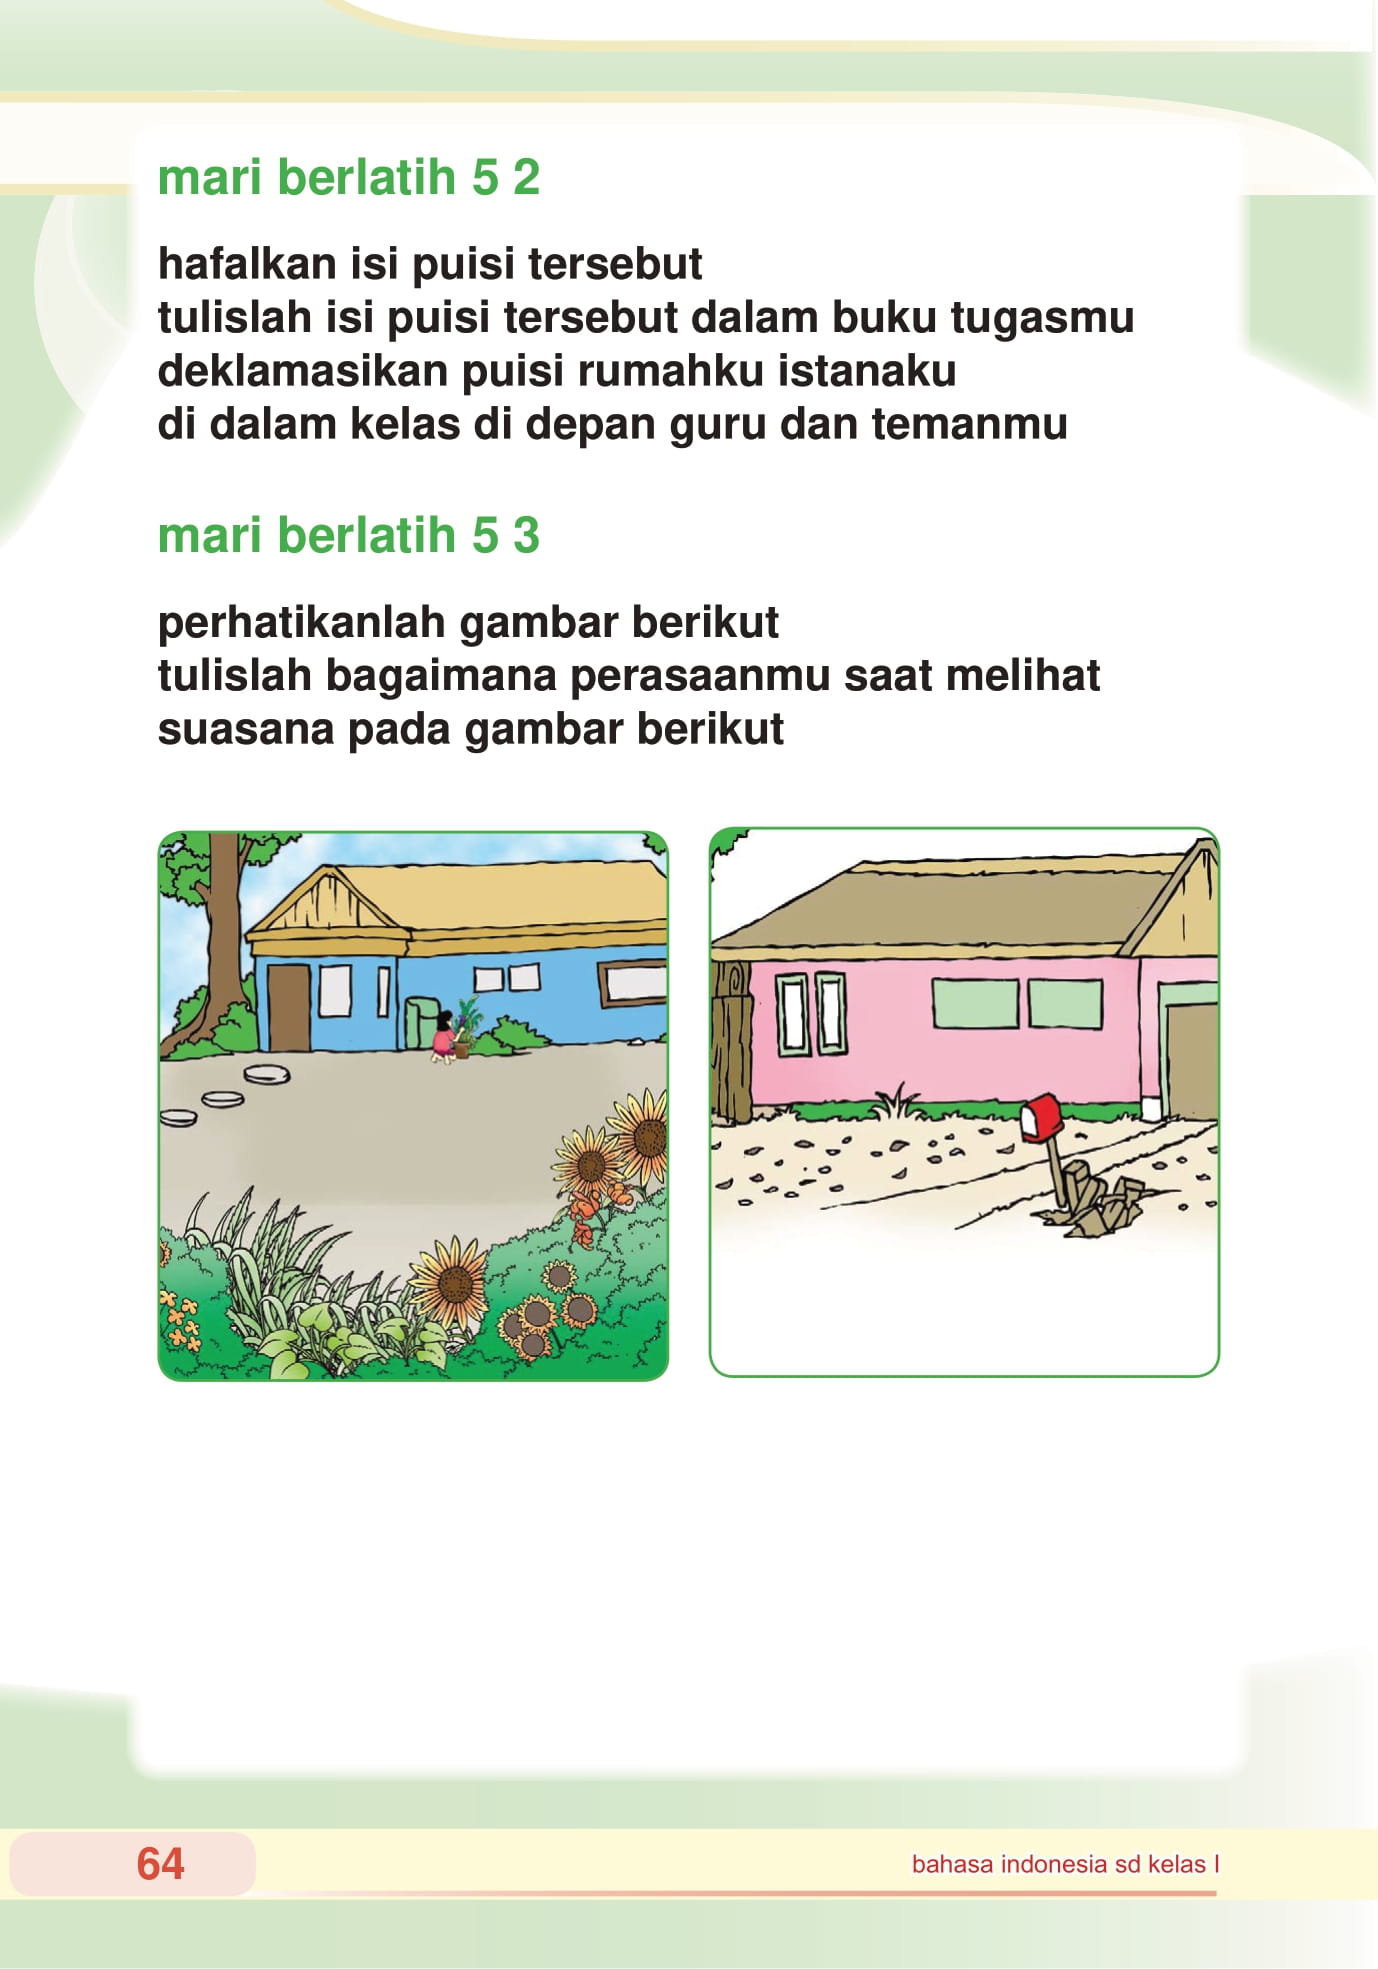 mari berlatih 5 2
hafalkan isi puisi tersebut
tulislah isi puisi tersebut dalam buku tugasmu
deklamasikan puisi rumahku istanaku
di dalam kelas di depan guru dan temanmu
mari berlatih 5 3
perhatikanlah gambar berikut
tulislah bagaimana perasaanmu saat melihat
suasana pada gambar berikut
64
bahasa indonesia sd kelas I